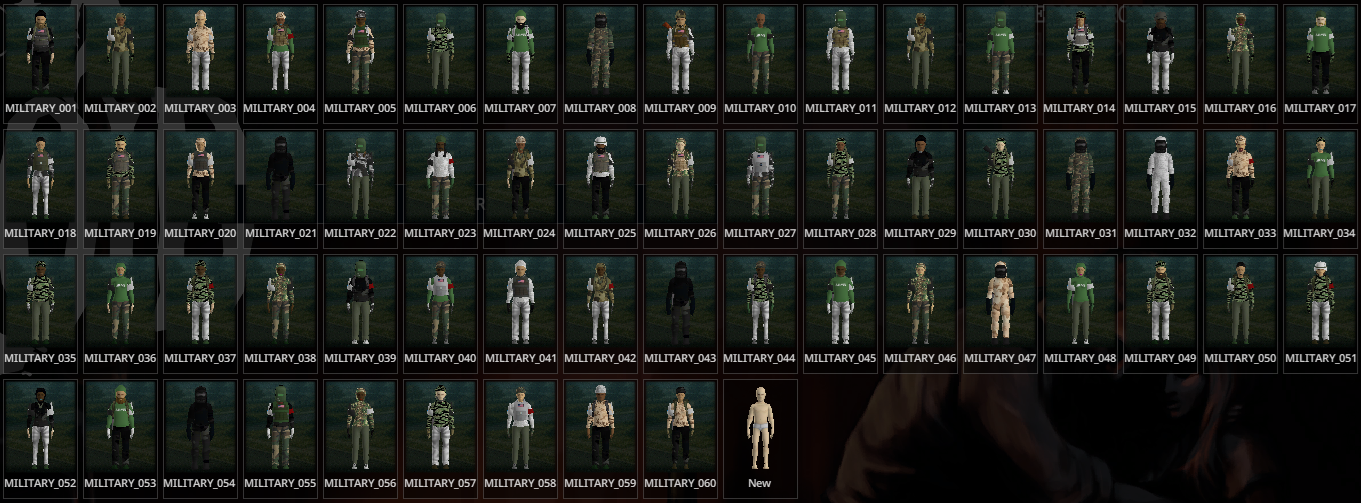 MILITARY_001 MILITARY_002 MILITARY_003 MILITARY_004 MILITARY_005 MILITARY_006 MILITARY_007 MILITARY_008 MILITARY_009 MILITARY_010 MILITARY_011 MILITARY_012 MILITARY_013 MILITARY_014 MILITARY_015 MILITARY_016 MILITARY_017
MILITARY_018 MILITARY_019 MILITARY_020 MILITARY_021 MILITARY_022 MILITARY_023 MILITARY_024 MILITARY_025 MILITARY_026 MILITARY_027 MILITARY_028 MILITARY_029 MILITARY_030 MILITARY_031 MILITARY_032 MILITARY_033 MILITARY_034
MILITARY_035 MILITARY_036 MILITARY_037 MILITARY_038 MILITARY_039 MILITARY_040 MILITARY_041 MILITARY_042 MILITARY_043 MILITARY_044 MILITARY_045 MILITARY_046 MILITARY_047 MILITARY_048 MILITARY_049 MILITARY_050 MILITARY_051
MILITARY_052 MILITARY_053 MILITARY_054 MILITARY_055 MILITARY_056 MILITARY_057 MILITARY_058 MILITARY_059 MILITARY_060 New